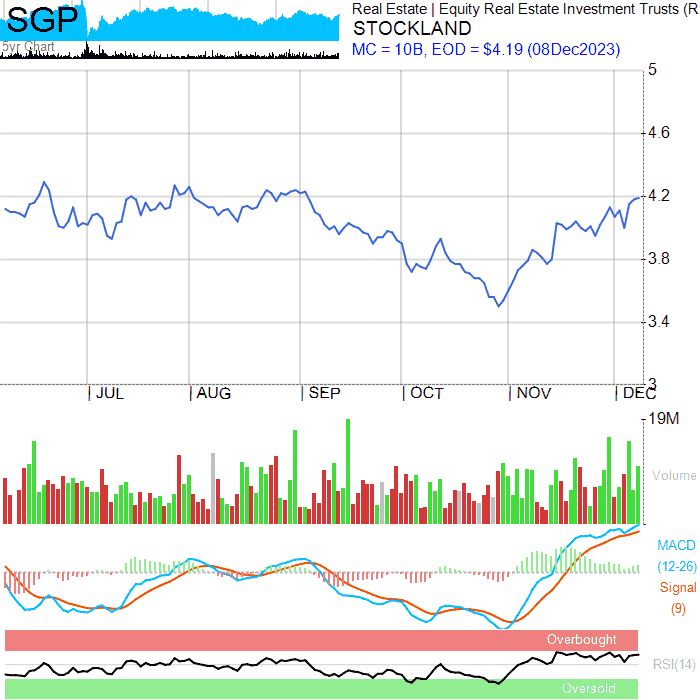 SGP
5yr Chart
Real Estate | Equity Real Estate Investment Trusts (R
STOCKLAND
MC = 10B, EOD = $4.19 (08Dec2023)
5
4.6
4.2
3.8
3.4
3
JUL AUG SEP OCT NOV DEC
19M
Volume
MACD
(12-26)
Signal
(9)
Overbought
RSI(14)
Oversold